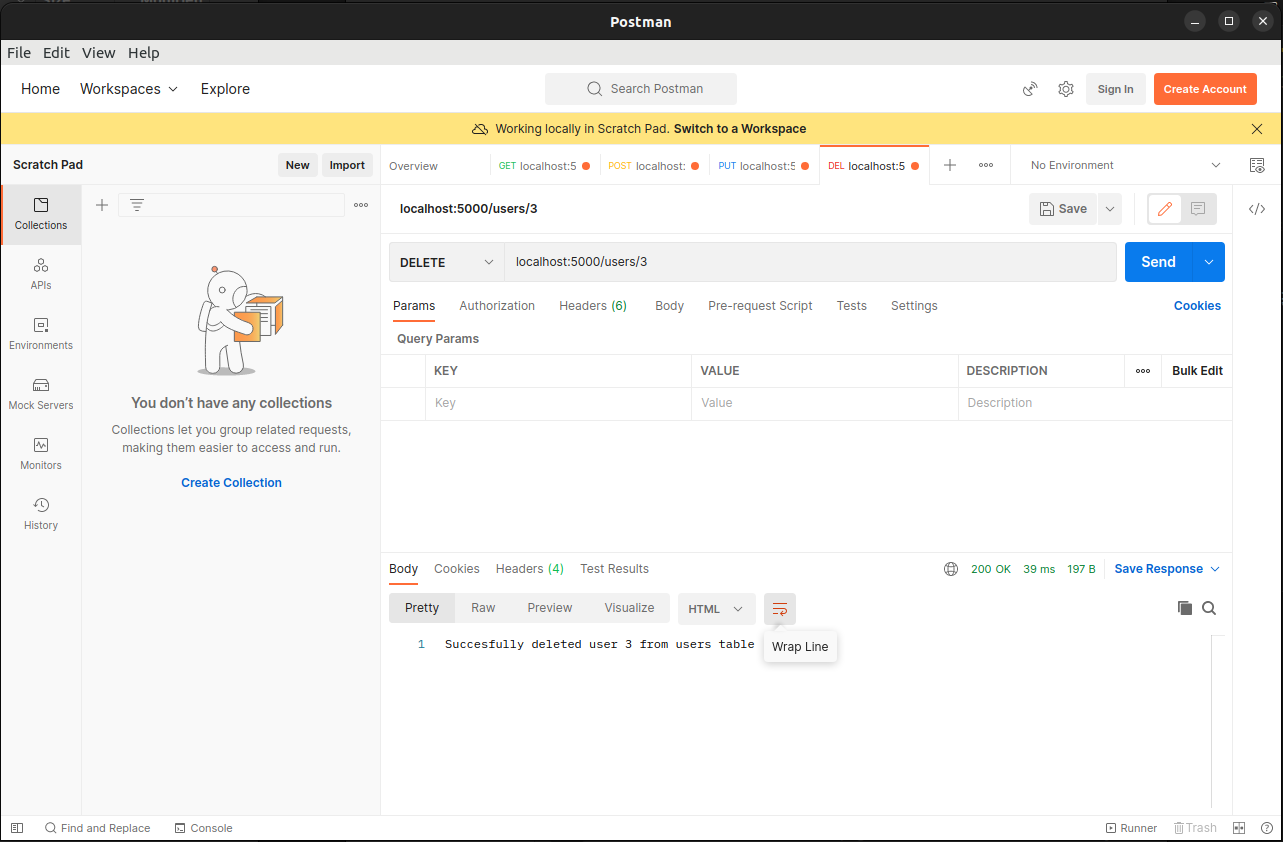 Postman
File Edit View Help
Home Workspaces Explore Search Postman Sign In Create Account
Working locally in Scratch Pad. Switch to a Workspace
Scratch Pad New Import Overview GET localhost:5 POST localhost: PUT localhost:5 DEL localhost:5 No Environment
localhost:5000/users/3 Save </>
Collections
DELETE localhost:5000/users/3 Send
APIs
Params Authorization Headers (6) Body Pre-request Script Tests Settings Cookies
Environments
Query Params
KEY VALUE DESCRIPTION Bulk Edit
Key Value Description
Mock Servers
You don't have any collections
Collections let you group related requests,
making them easier to access and run.
Monitors
Create Collection
History
Body Cookies Headers (4) Test Results 200 OK 39 ms 197 B Save Response
Pretty Raw Preview Visualize HTML
1 Succesfully deleted user 3 from users table
Wrap Line
Find and Replace Console Runner Trash